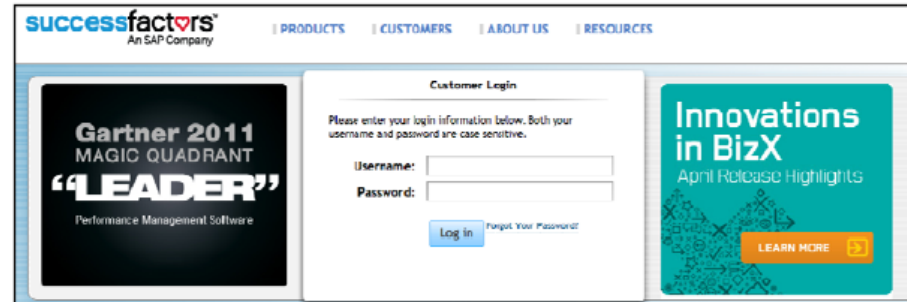 successfactors™
An SAP Company
PRODUCTS CUSTOMERS ABOUT US RESOURCES
Gartner 2011
MAGIC QUADRANT
“LEADER”
Performance Management Software
Customer Login
Please enter your login information below. Both your
username and password are case sensitive.
Username:
Password:
Log in Forgot Your Password?
Innovations
in BizX
April Release Highlights
LEARN MORE